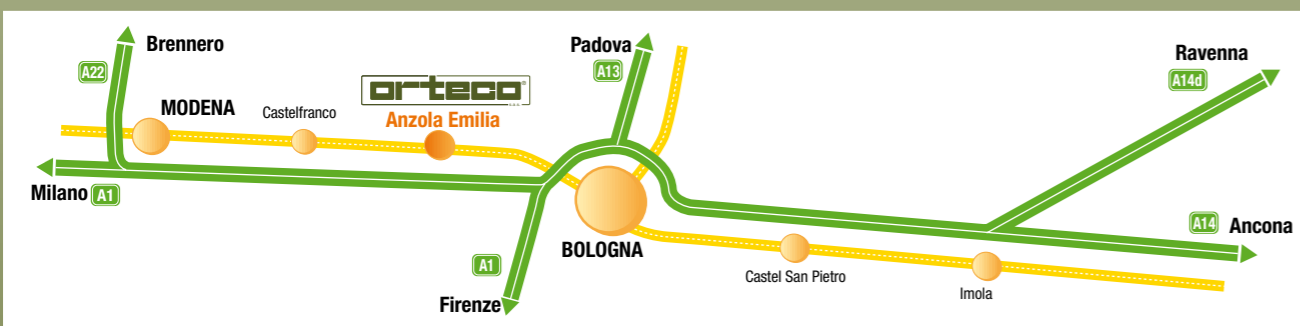 Brennero
A22
MODENA
Castelfranco
orteco
Anzola Emilia
Padova
A13
Ravenna
A14d
Milano A1
BOLOGNA
A1
Firenze
Castel San Pietro
Imola
A14
Ancona